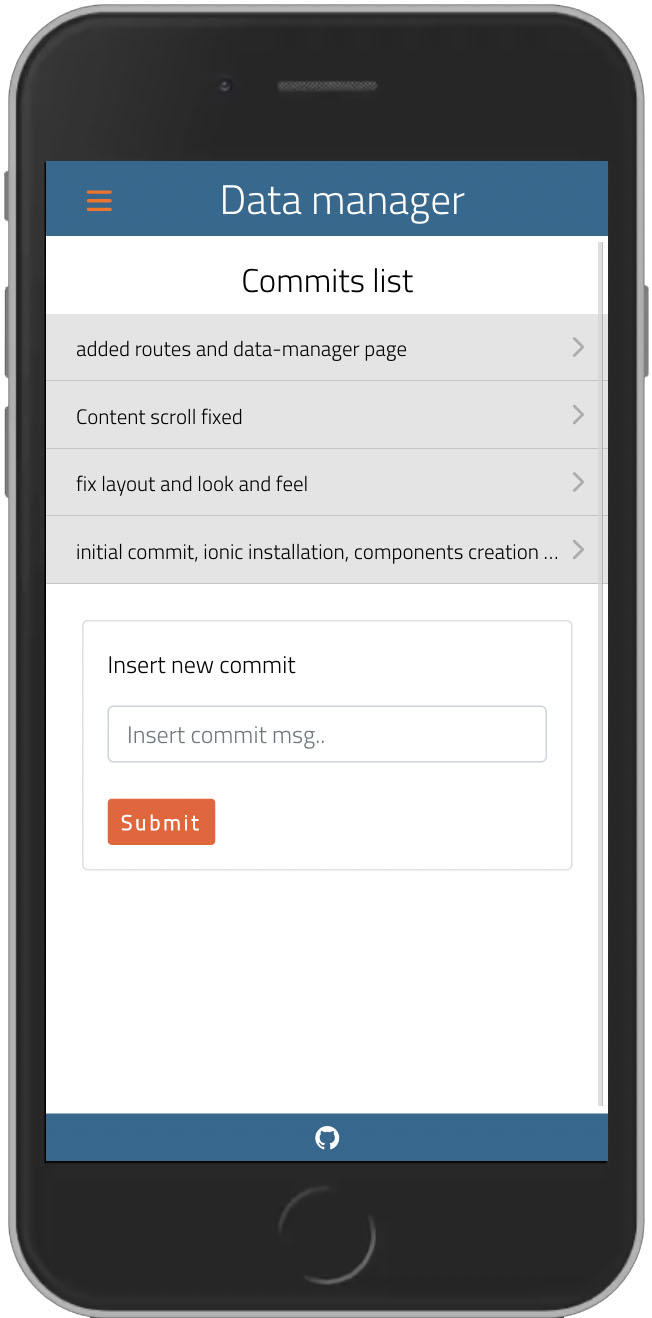 Data manager
Commits list
added routes and data-manager page
Content scroll fixed
fix layout and look and feel
initial commit, ionic installation, components creation ...
Insert new commit
Insert commit msg..
Submit